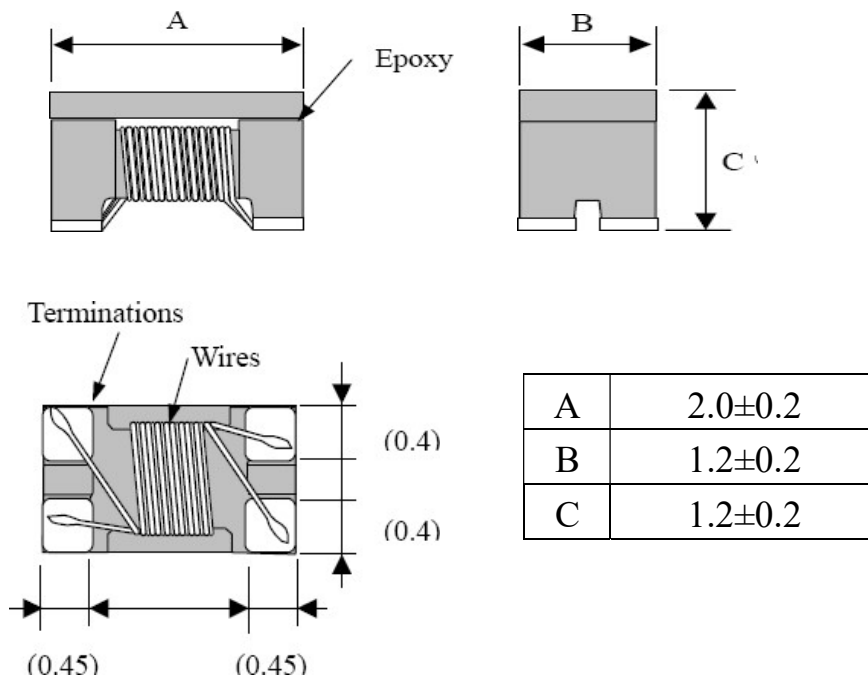 A
Epoxy
B
C
Terminations
Wires
(0.4)
(0.4)
(0.45) (0.45)
A 2.0±0.2
B 1.2±0.2
C 1.2±0.2